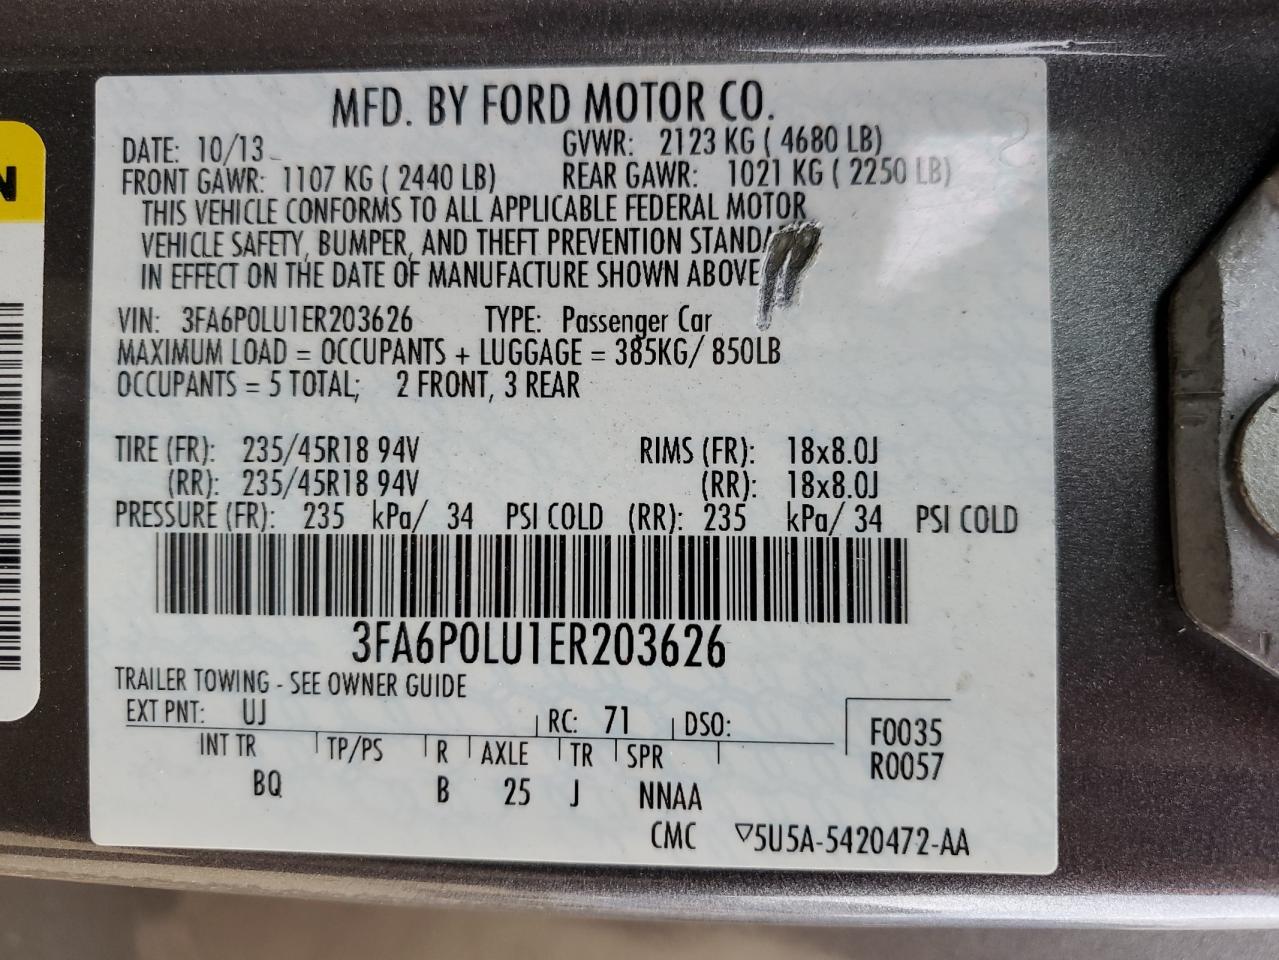 MFD. BY FORD MOTOR CO.
DATE: 10/13 GVWR: 2123 KG ( 4680 LB)
FRONT GAWR: 1107 KG ( 2440 LB) REAR GAWR: 1021 KG ( 2250 LB)
THIS VEHICLE CONFORMS TO ALL APPLICABLE FEDERAL MOTOR
VEHICLE SAFETY, BUMPER, AND THEFT PREVENTION
IN EFFECT ON THE DATE OF MANUFACTURE SHOWN ABOVE
VIN: 3FA6P0LU1ER203626 TYPE: Passenger Car
MAXIMUM LOAD = OCCUPANTS + LUGGAGE = 385KG/ 850LB
OCCUPANTS = 5 TOTAL; 2 FRONT, 3 REAR
TIRE (FR): 235/45R18 94V RIMS (FR): 18x8.0J
(RR): 235/45R18 94V (RR): 18x8.0J
PRESSURE (FR): 235 kPa/ 34 PSI COLD (RR): 235 kPa/ 34 PSI COLD
3FA6P0LU1ER203626
TRAILER TOWING - SEE OWNER GUIDE
EXT PNT: UJ RC: 71 DSO: F0035
INT TR TP/PS R AXLE TR SPR R0057
BQ B 25 J NNAA
CMC ▽5U5A-5420472-AA
N